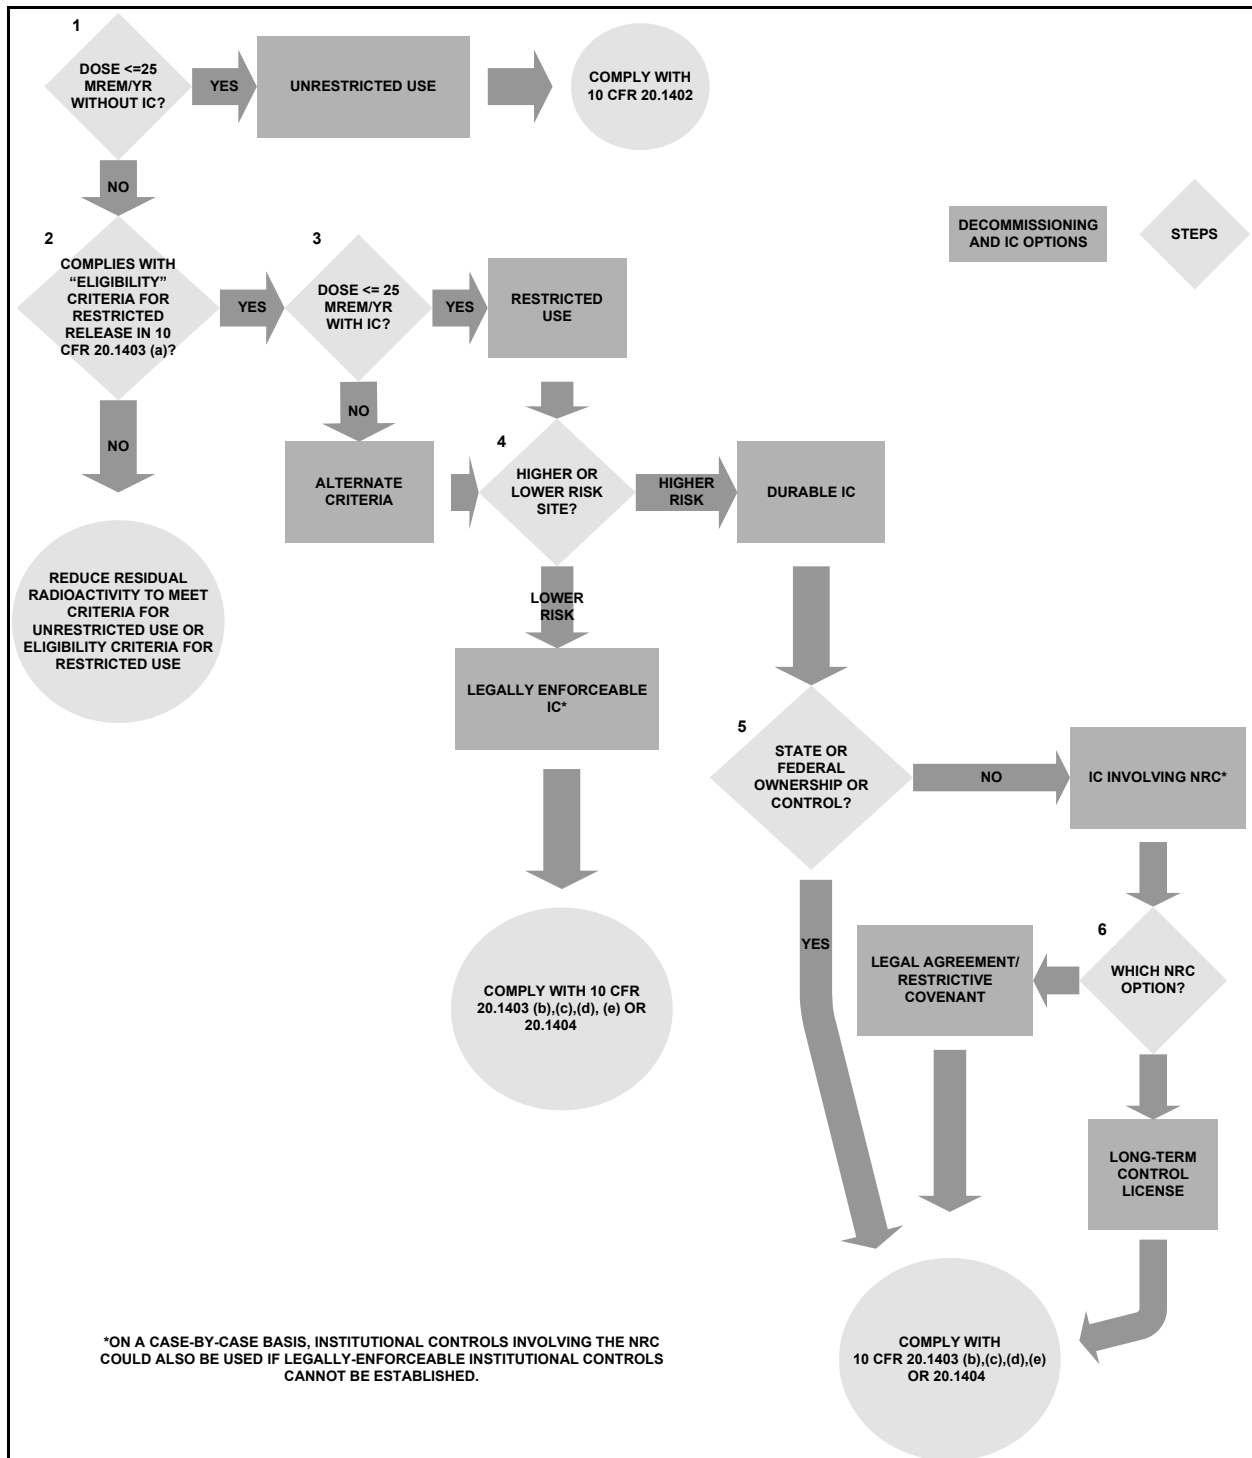 1
DOSE <=25
MREM/YR
WITHOUT IC?
YES
UNRESTRICTED USE
COMPLY WITH
10 CFR 20.1402
NO
DECOMMISSIONING
AND IC OPTIONS
STEPS
2
COMPLIES WITH
“ELIGIBILITY”
CRITERIA FOR
RESTRICTED
RELEASE IN 10
CFR 20.1403 (a)?
YES
3
DOSE <= 25
MREM/YR
WITH IC?
YES
RESTRICTED
USE
NO
NO
ALTERNATE
CRITERIA
4
HIGHER OR
LOWER RISK
SITE?
HIGHER
RISK
DURABLE IC
REDUCE RESIDUAL
RADIOACTIVITY TO MEET
CRITERIA FOR
UNRESTRICTED USE OR
ELIGIBILITY CRITERIA FOR
RESTRICTED USE
LOWER
RISK
LEGALLY ENFORCEABLE
IC*
5
STATE OR
FEDERAL
OWNERSHIP OR
CONTROL?
NO
IC INVOLVING NRC*
YES
LEGAL AGREEMENT/
RESTRICTIVE
COVENANT
6
WHICH NRC
OPTION?
COMPLY WITH 10 CFR
20.1403 (b),(c),(d), (e) OR
20.1404
LONG-TERM
CONTROL
LICENSE
COMPLY WITH
10 CFR 20.1403 (b),(c),(d),(e)
OR 20.1404
*ON A CASE-BY-CASE BASIS, INSTITUTIONAL CONTROLS INVOLVING THE NRC
COULD ALSO BE USED IF LEGALLY-ENFORCEABLE INSTITUTIONAL CONTROLS
CANNOT BE ESTABLISHED.